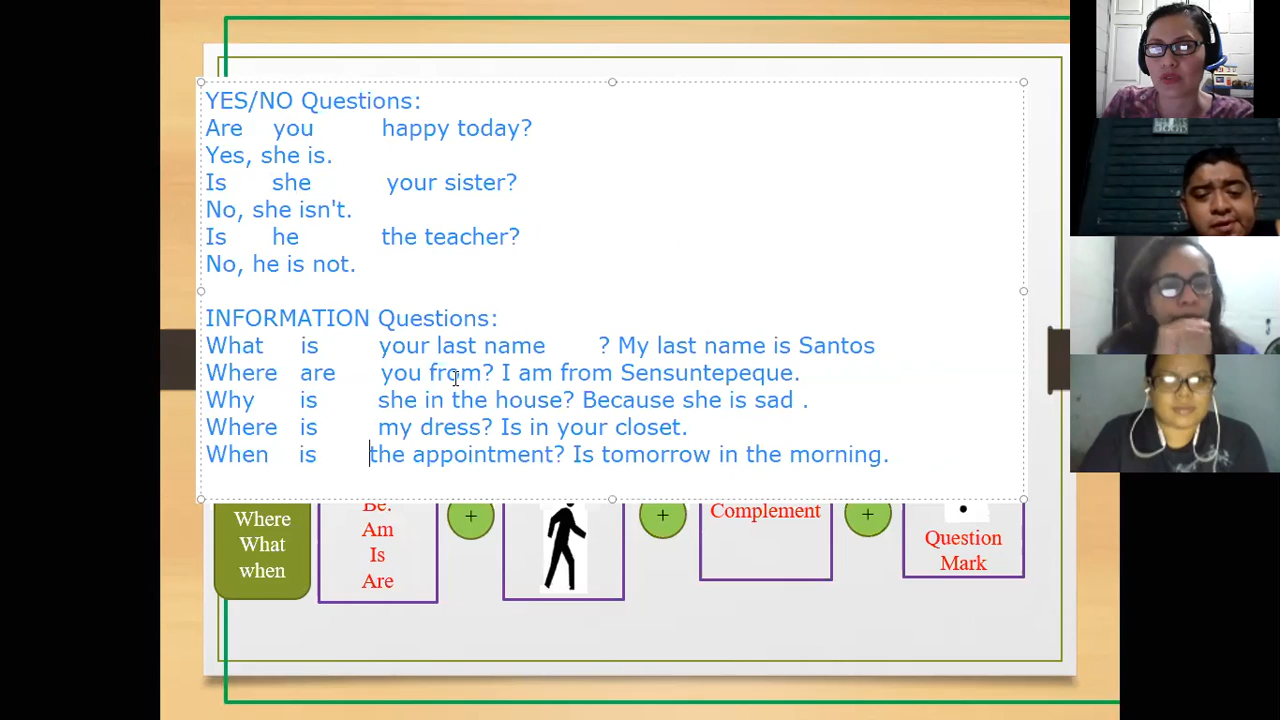 YES/NO Questions:
Are you happy today?
Yes, she is.
Is she your sister?
No, she isn't.
Is he the teacher?
No, he is not.
INFORMATION Questions:
What is your last name ? My last name is Santos
Where are you from? I am from Sensuntepeque.
Why is she in the house? Because she is sad .
Where is my dress? Is in your closet.
When is the appointment? Is tomorrow in the morning.
Where
What
when
Be:
Am
Is
Are
+
+
Complement
+
Question
Mark